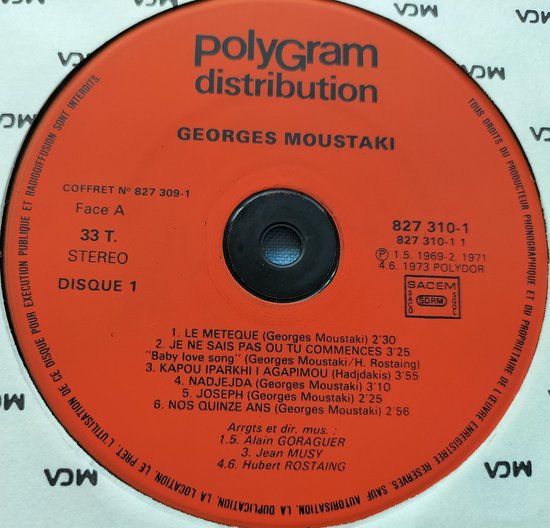 polyGram
distribution
GEORGES MOUSTAKI
COFFRET Nº 827 309-1
Face A
33 T.
STEREO
DISQUE 1
827 310-1
827 310-1 1
Ⓟ 1.5. 1969-2. 1971
4.6. 1973 POLYDOR
SACEM
SACD SDRM SGDL
1. LE METEQUE (Georges Moustaki) 2'30
2. JE NE SAIS PAS OU TU COMMENCES 3'25
"Baby love song" (Georges Moustaki/H. Rostaing)
3. KAPOU IPARKHI I AGAPIMOU (Hadjdakis) 3'55
4. NADJEJDA (Georges Moustaki) 3'10
5. JOSEPH (Georges Moustaki) 2'25
6. NOS QUINZE ANS (Georges Moustaki) 2'56
Arrgts et dir. mus. :
1.5. Alain GORAGUER
3. Jean MUSY
4.6. Hubert ROSTAING
TOUS DROITS DU PRODUCTEUR PHONOGRAPHIQUE ET DU PROPRIETAIRE DE L'ŒUVRE ENREGISTREE RESERVES. SAUF AUTORISATION, LA DUPLICATION, LA LOCATION, LE PRET, L'UTILISATION DE CE DISQUE POUR EXECUTION PUBLIQUE ET RADIODIFFUSION SONT INTERDITS.
MCA
MCA
MCA
MCA
MCA
MCA
MCA
MCA